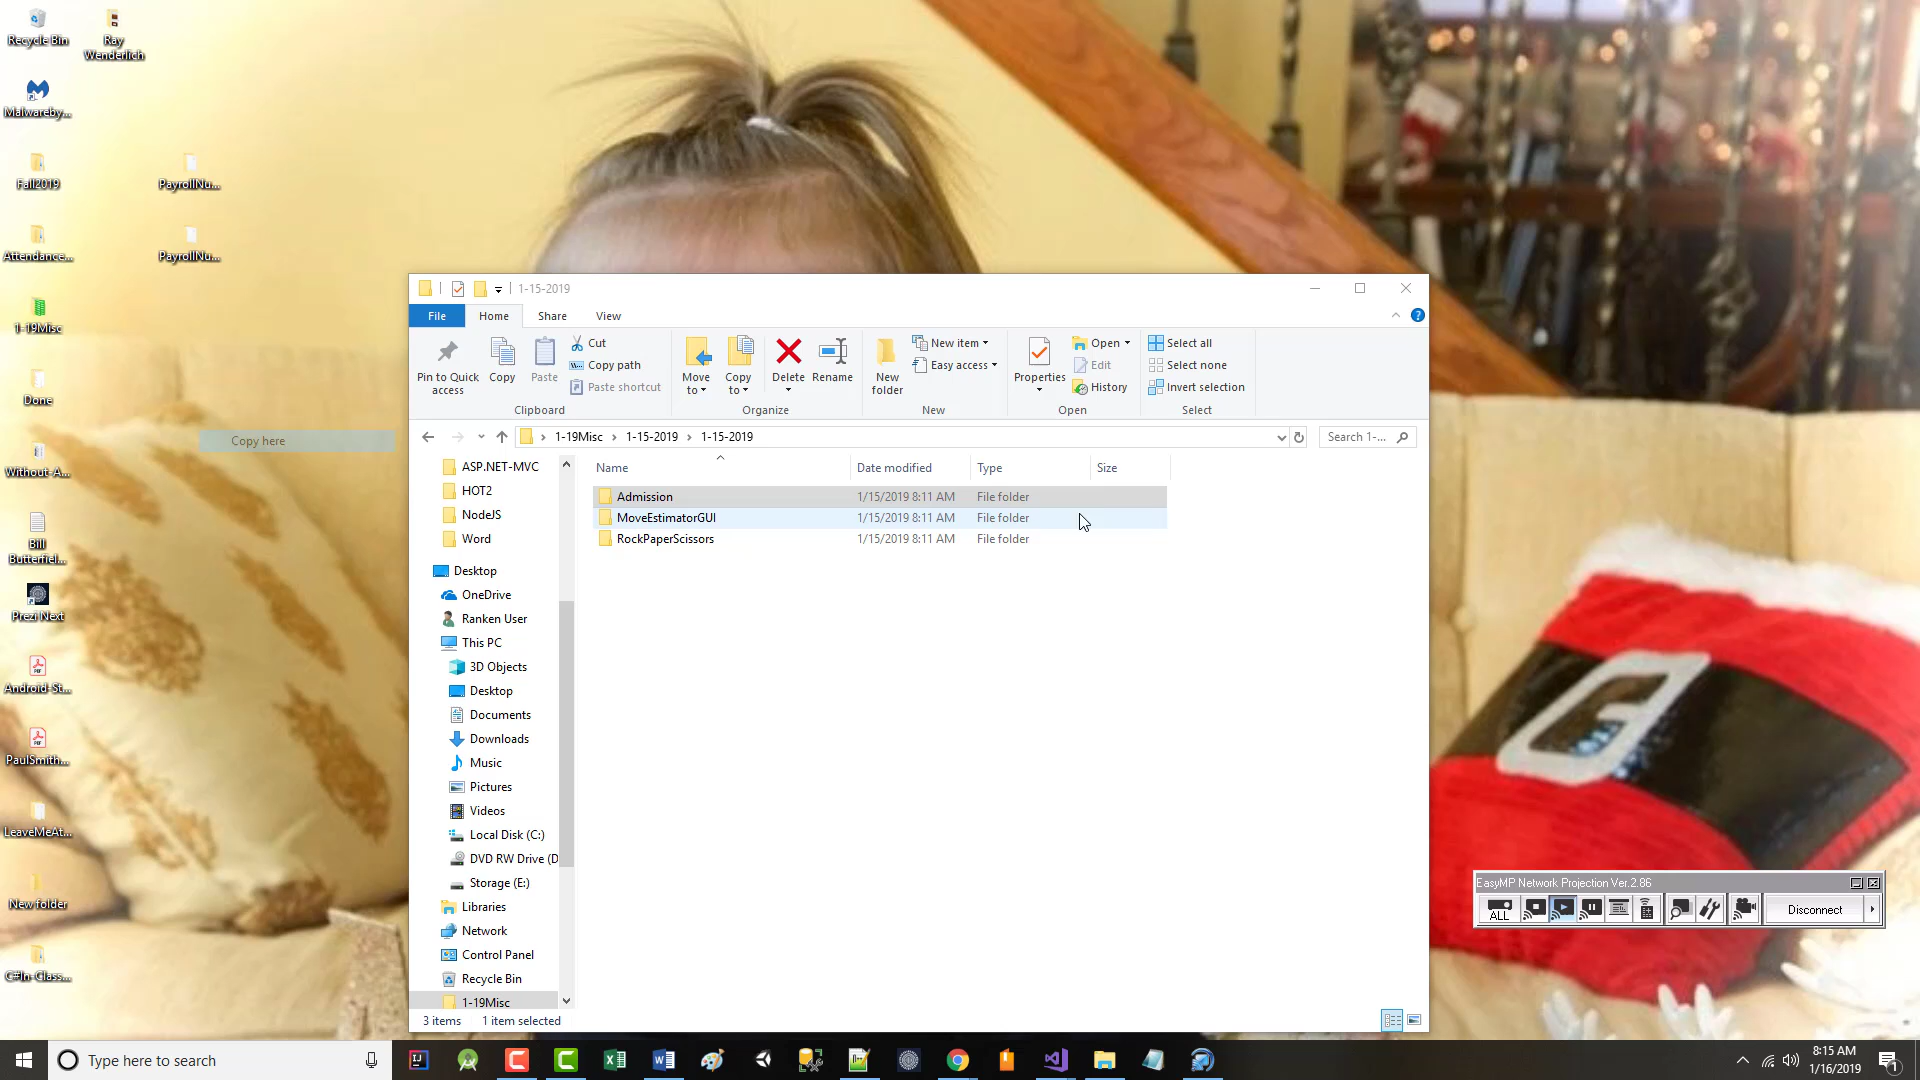 Recycle Bin
Ray Wenderlich
Malwareby...
Fall2019
PayrollNu...
Attendance...
PayrollNu...
1-19Misc
Done
Without-A...
Bill Butterfiel...
Prezi Next
Android-St...
PaulSmith...
LeaveMeAt...
New folder
C#In-Class...
Copy here
1-15-2019
File Home Share View
Pin to Quick access
Copy
Paste
Cut
Copy path
Paste shortcut
Clipboard
Move to
Copy to
Delete
Rename
Organize
New folder
New item
Easy access
New
Properties
Open
Edit
History
Open
Select all
Select none
Invert selection
Select
1-19Misc > 1-15-2019 > 1-15-2019
Search 1-...
ASP.NET-MVC
HOT2
NodeJS
Word
Desktop
OneDrive
Ranken User
This PC
3D Objects
Desktop
Documents
Downloads
Music
Pictures
Videos
Local Disk (C:)
DVD RW Drive (D
Storage (E:)
Libraries
Network
Control Panel
Recycle Bin
1-19Misc
Name Date modified Type Size
Admission 1/15/2019 8:11 AM File folder
MoveEstimatorGUI 1/15/2019 8:11 AM File folder
RockPaperScissors 1/15/2019 8:11 AM File folder
3 items 1 item selected
EasyMP Network Projection Ver.2.86
ALL
Disconnect
Type here to search
8:15 AM
1/16/2019
1